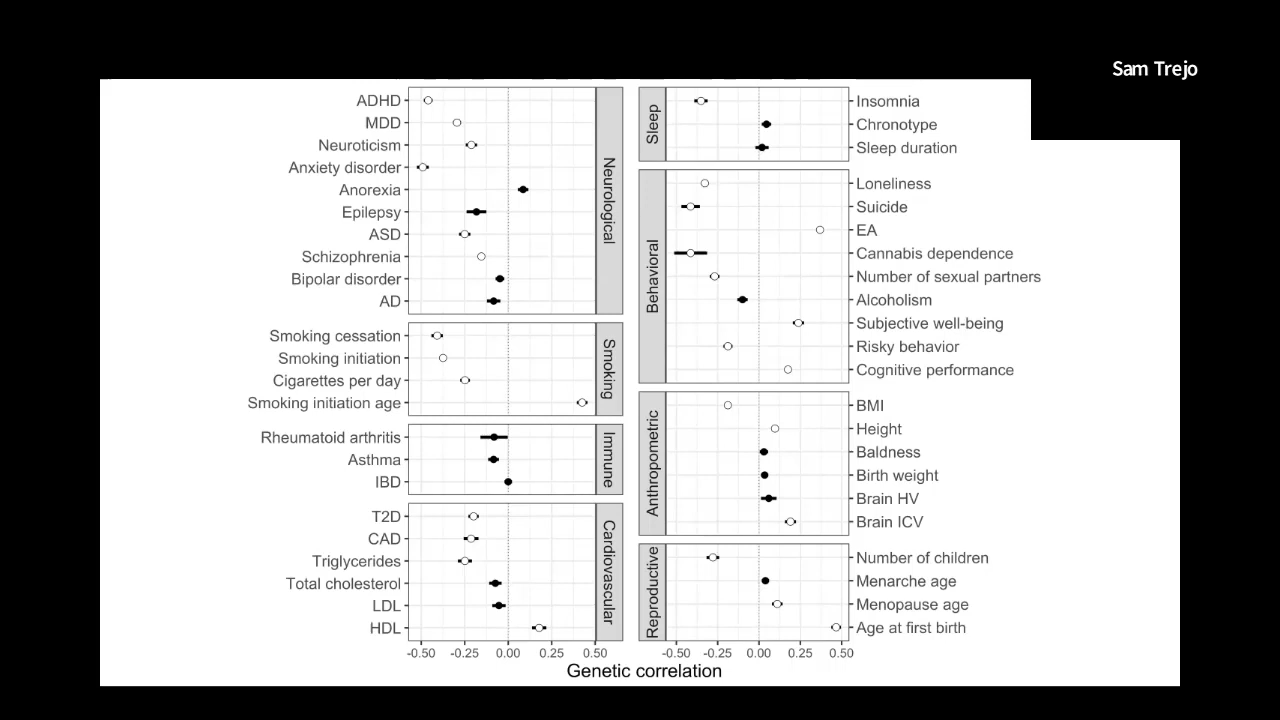 Sam Trejo
ADHD
MDD
Neuroticism
Anxiety disorder
Anorexia
Epilepsy
ASD
Schizophrenia
Bipolar disorder
AD
Neurological
Smoking cessation
Smoking initiation
Cigarettes per day
Smoking initiation age
Smoking
Rheumatoid arthritis
Asthma
IBD
Immune
T2D
CAD
Triglycerides
Total cholesterol
LDL
HDL
Cardiovascular
-0.50 -0.25 0.00 0.25 0.50
Sleep
Insomnia
Chronotype
Sleep duration
Behavioral
Loneliness
Suicide
EA
Cannabis dependence
Number of sexual partners
Alcoholism
Subjective well-being
Risky behavior
Cognitive performance
Anthropometric
BMI
Height
Baldness
Birth weight
Brain HV
Brain ICV
Reproductive
Number of children
Menarche age
Menopause age
Age at first birth
-0.50 -0.25 0.00 0.25 0.50
Genetic correlation